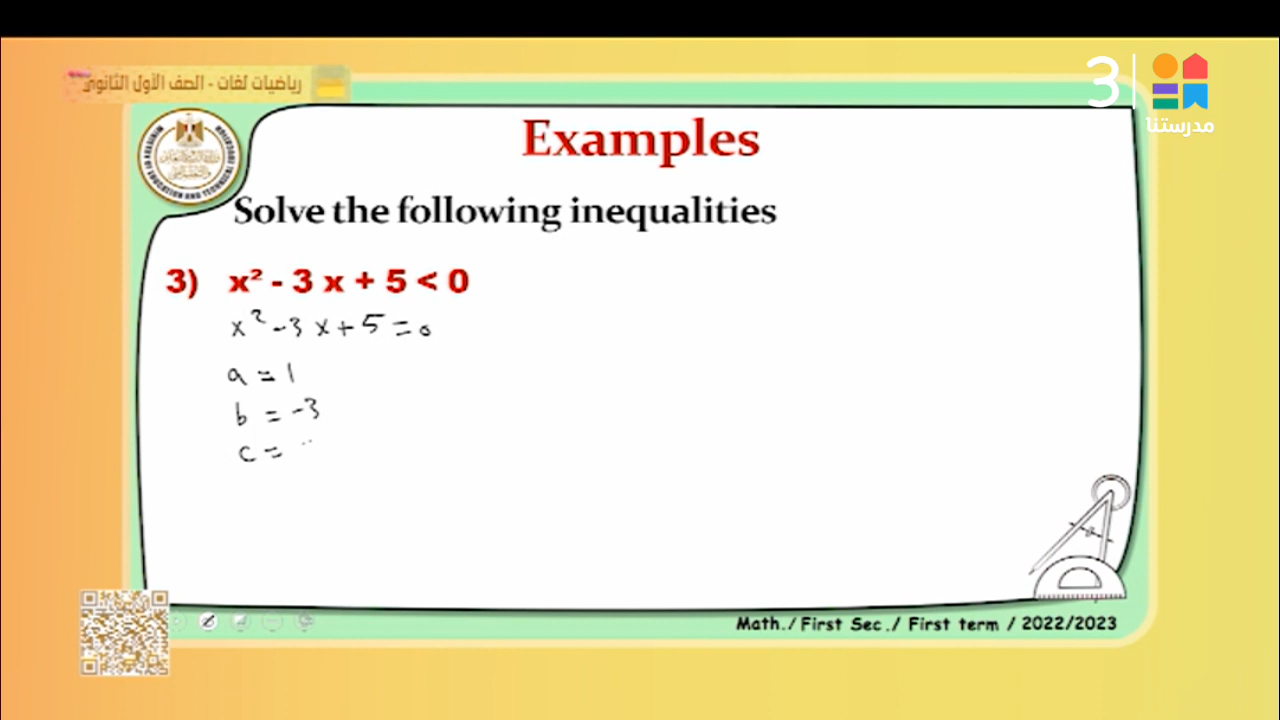 رياضيات لغات - الصف الأول الثانوي
3
مدرستنا
Examples
Solve the following inequalities
3) x² - 3 x + 5 < 0
x² - 3 x + 5 = 0
a = 1
b = -3
c =
Math./ First Sec./ First term / 2022/2023